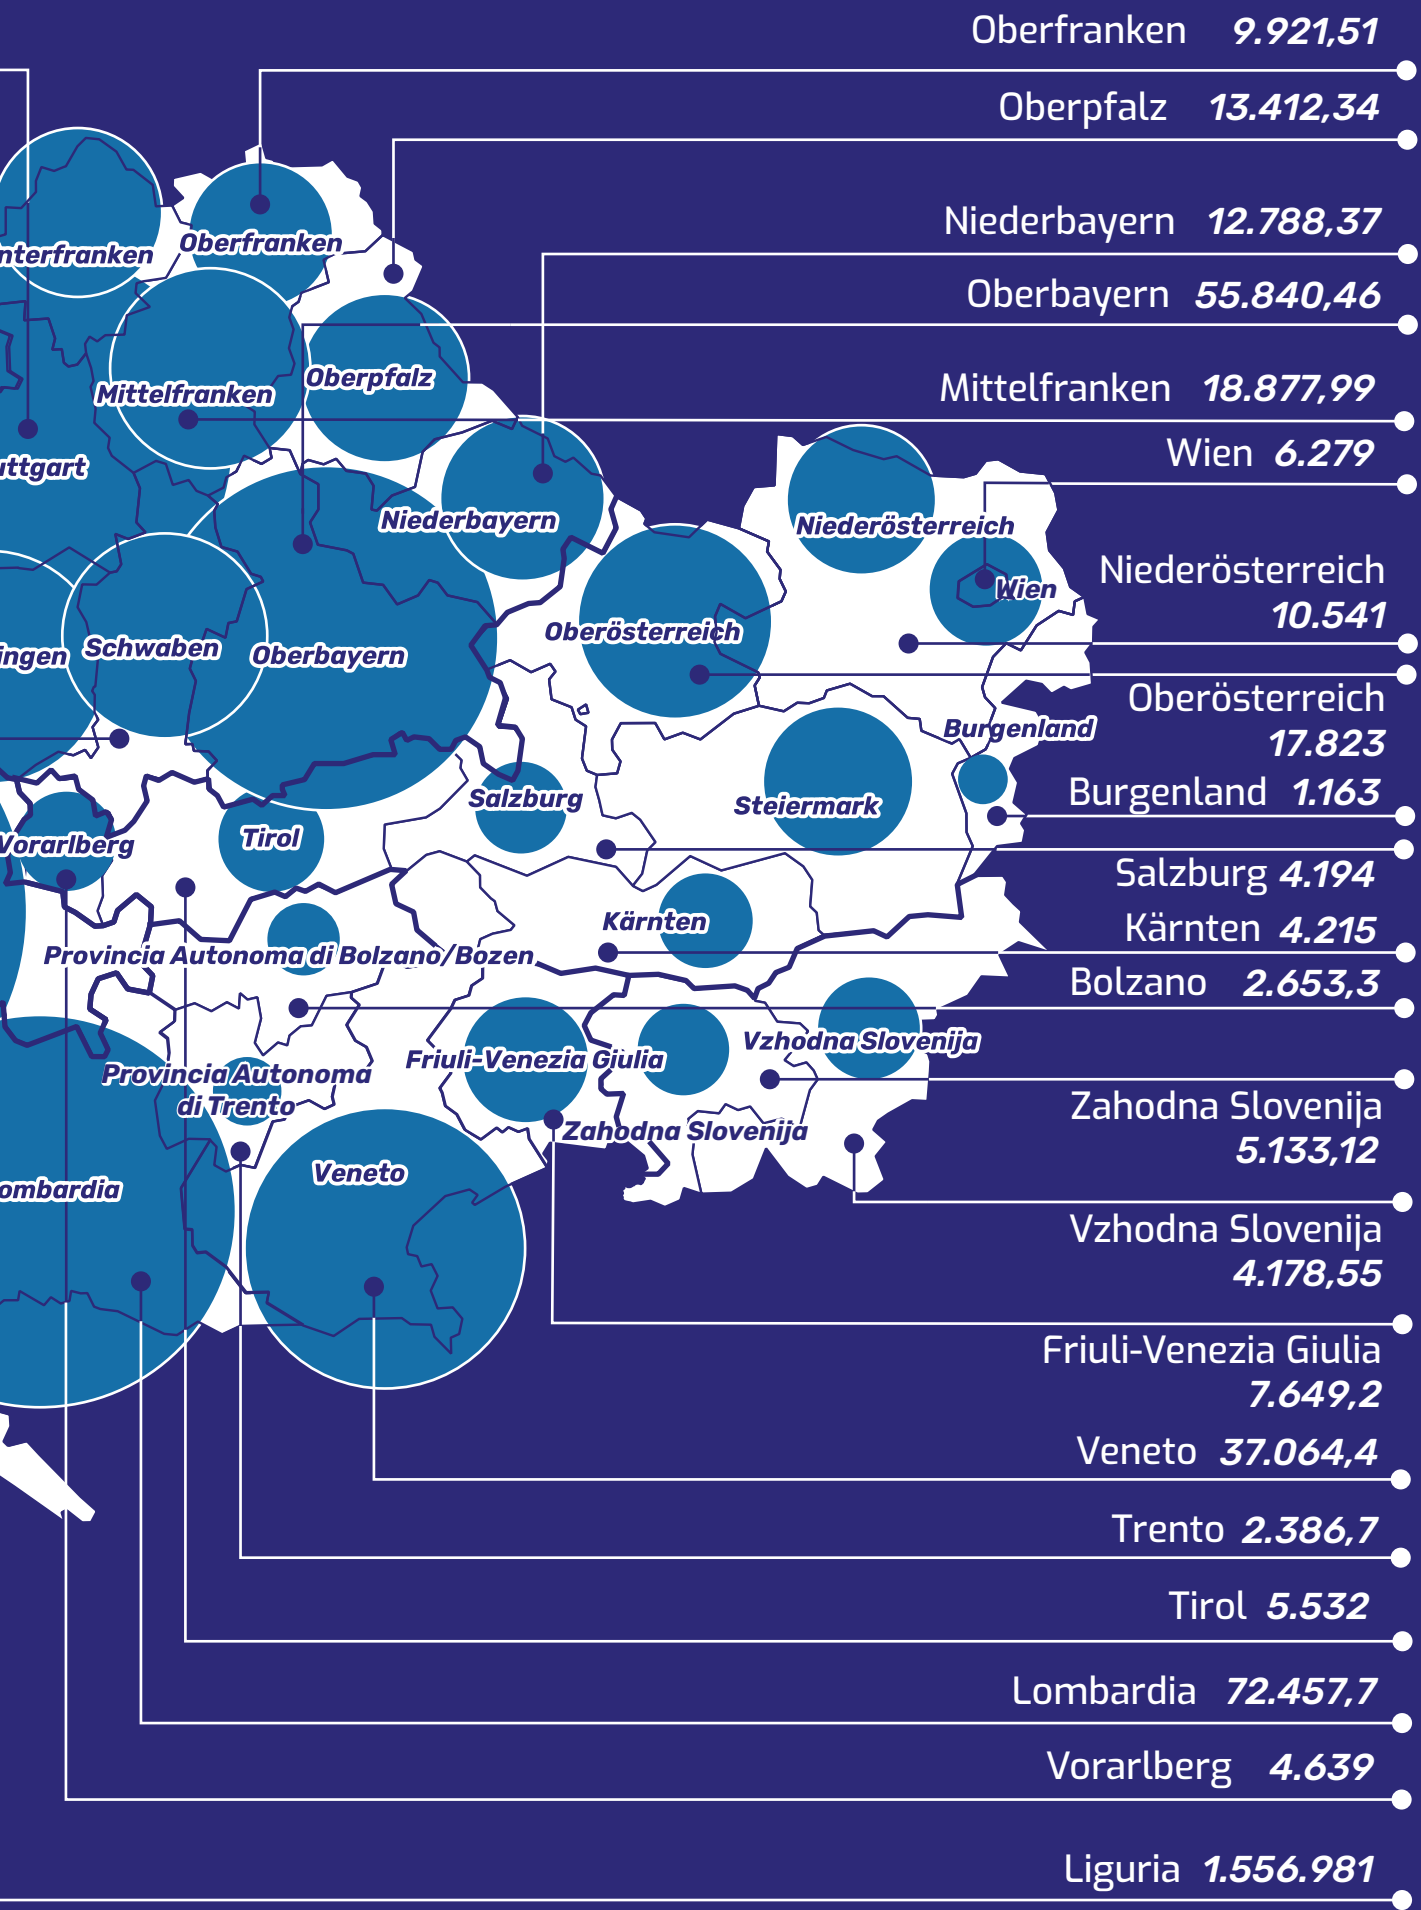 Oberfranken 9.921,51
Oberpfalz 13.412,34
Niederbayern 12.788,37
Oberbayern 55.840,46
Mittelfranken 18.877,99
Wien 6.279
Niederösterreich
10.541
Oberösterreich
17.823
Burgenland 1.163
Salzburg 4.194
Kärnten 4.215
Bolzano 2.653,3
Zahodna Slovenija
5.133,12
Vzhodna Slovenija
4.178,55
Friuli-Venezia Giulia
7.649,2
Veneto 37.064,4
Trento 2.386,7
Tirol 5.532
Lombardia 72.457,7
Vorarlberg 4.639
Liguria 1.556.981
nterfranken
Oberfranken
Mittelfranken
Oberpfalz
uttgart
Niederbayern
Niederösterreich
Wien
ingen
Schwaben
Oberbayern
Oberösterreich
Burgenland
Salzburg
Steiermark
Vorarlberg
Tirol
Kärnten
Provincia Autonoma di Bolzano/Bozen
Vzhodna Slovenija
Friuli-Venezia Giulia
Provincia Autonoma
di Trento
Zahodna Slovenija
Veneto
ombardia